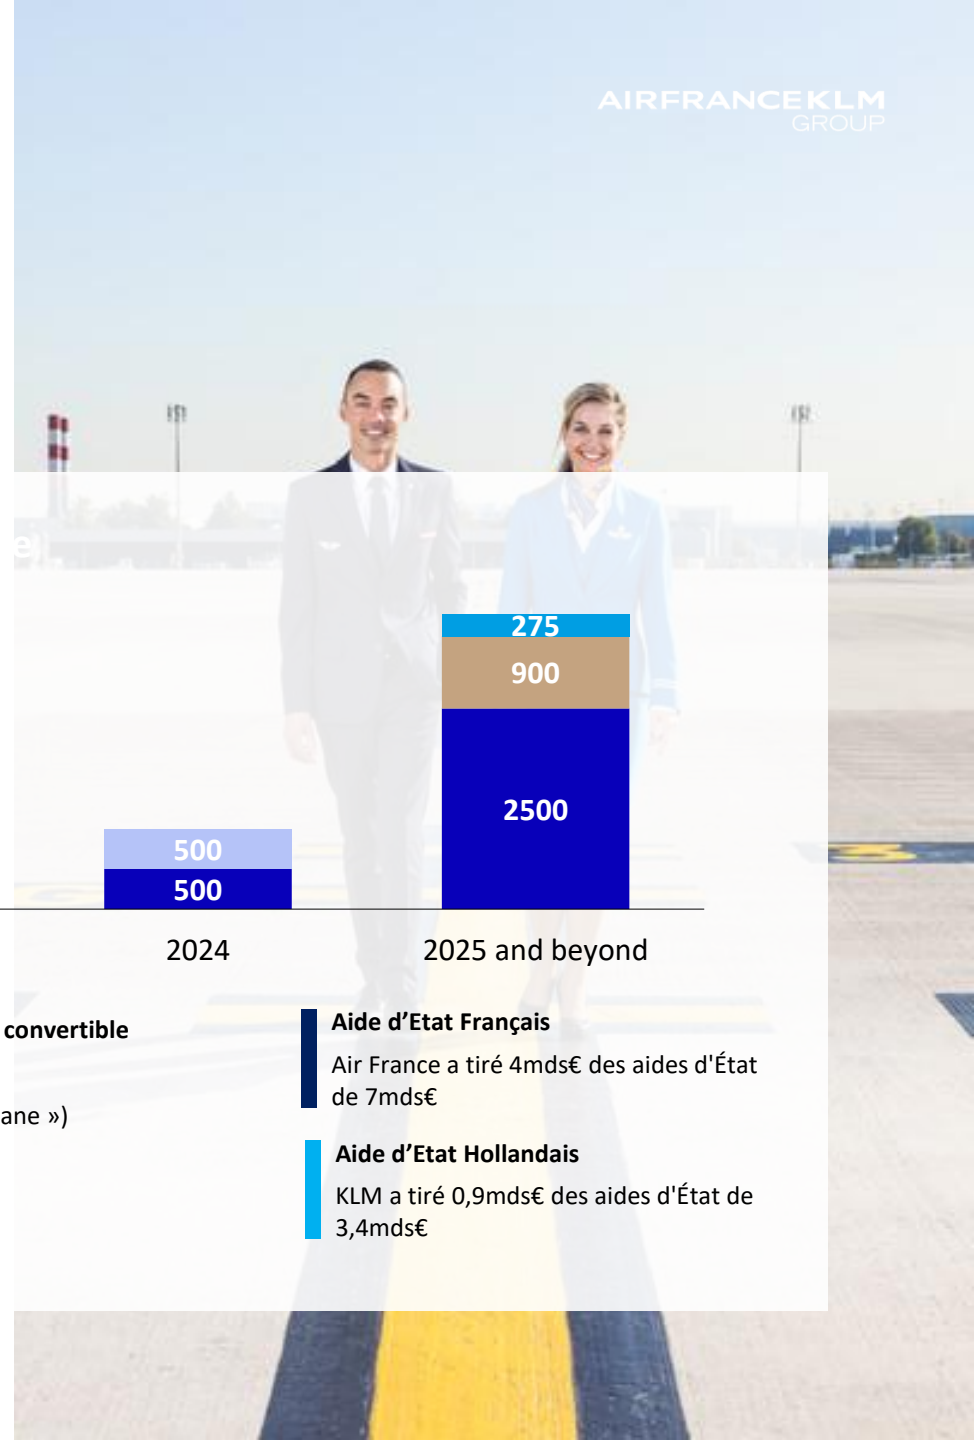 AIRFRANCEKLM
GROUP
e
275
900
2500
500
500
2024
2025 and beyond
convertible
ane »)
Aide d’Etat Français
Air France a tiré 4mds€ des aides d'État
de 7mds€
Aide d’Etat Hollandais
KLM a tiré 0,9mds€ des aides d'État de
3,4mds€